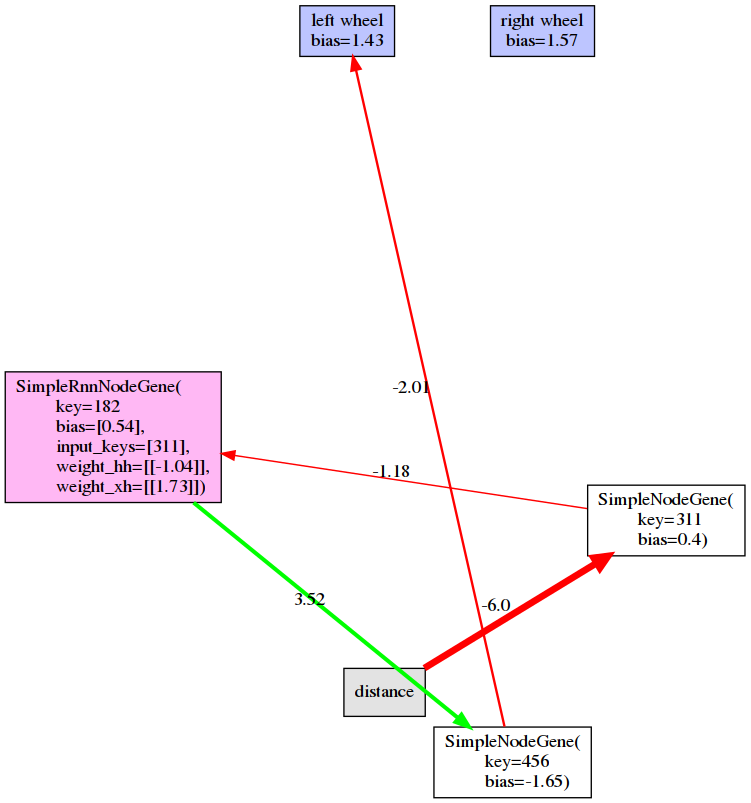 left wheel
bias=1.43
right wheel
bias=1.57
SimpleRnnNodeGene(
key=182
bias=[0.54],
input_keys=[311],
weight_hh=[[-1.04]],
weight_xh=[[1.73]])
-2.01
-1.18
SimpleNodeGene(
key=311
bias=0.4)
3.52
-6.0
distance
SimpleNodeGene(
key=456
bias=-1.65)